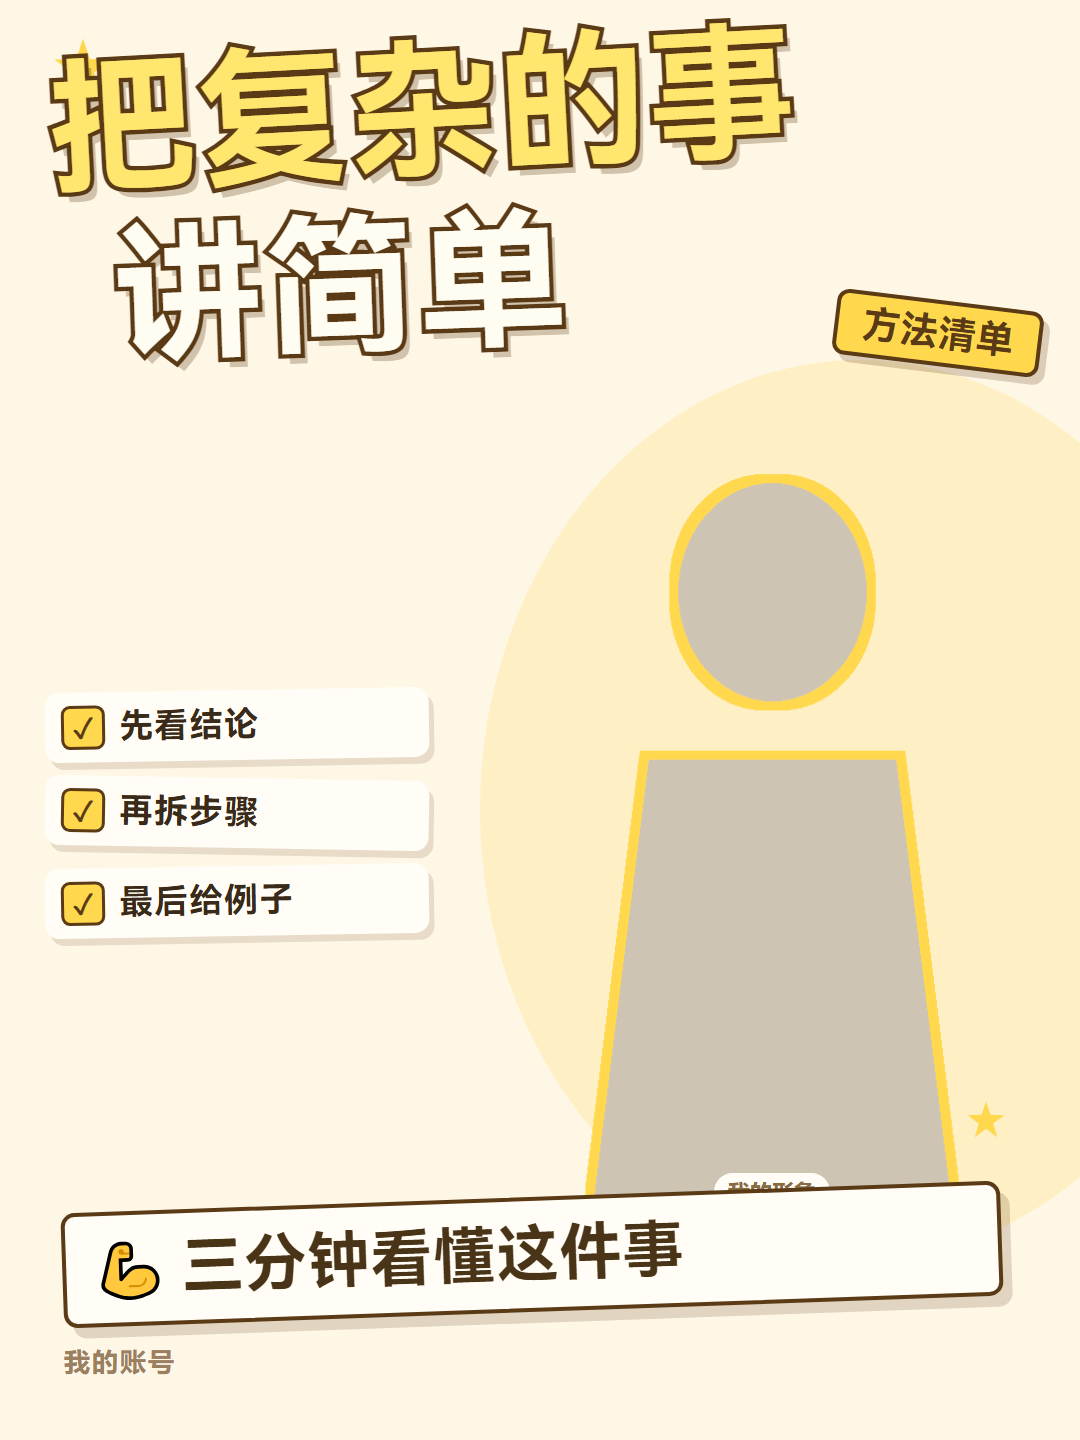 把复杂的事
讲简单
方法清单
先看结论
再拆步骤
最后给例子
三分钟看懂这件事
我的账号